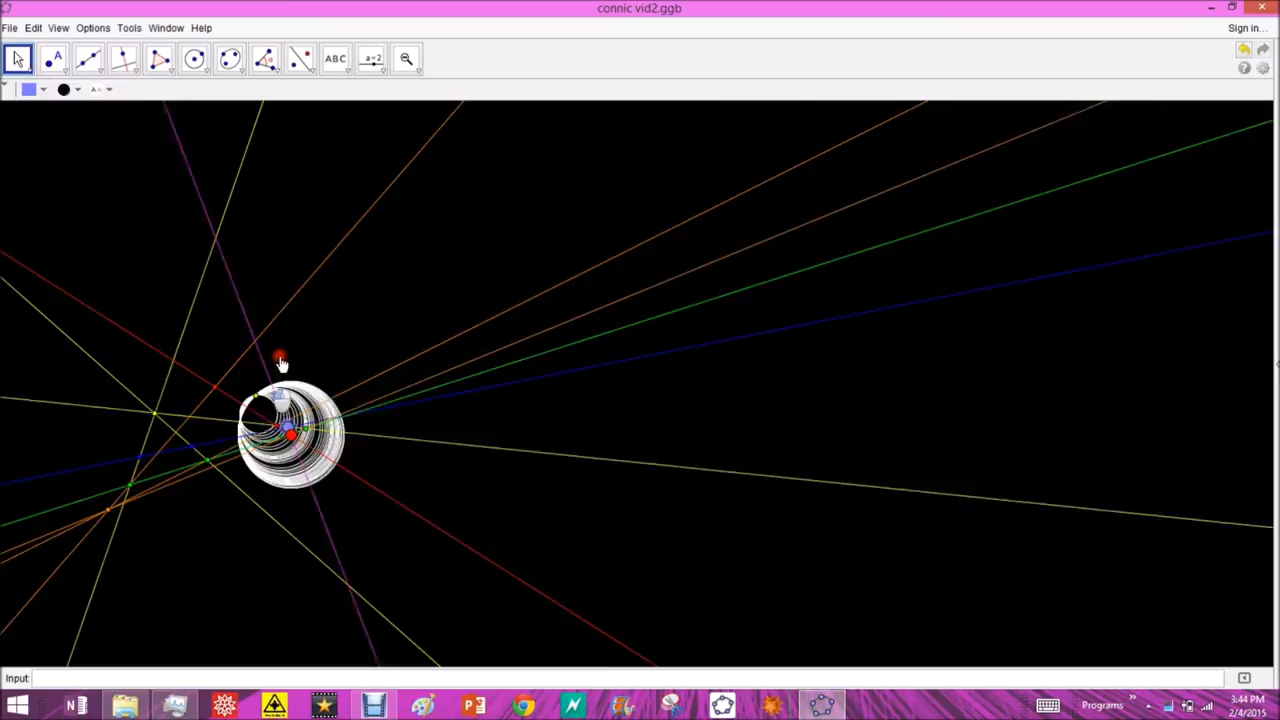 connic vid2.ggb
File Edit View Options Tools Window Help
Sign in...
A
ABC
a=2
Input:
N
P
Programs
3:44 PM
2/4/2015